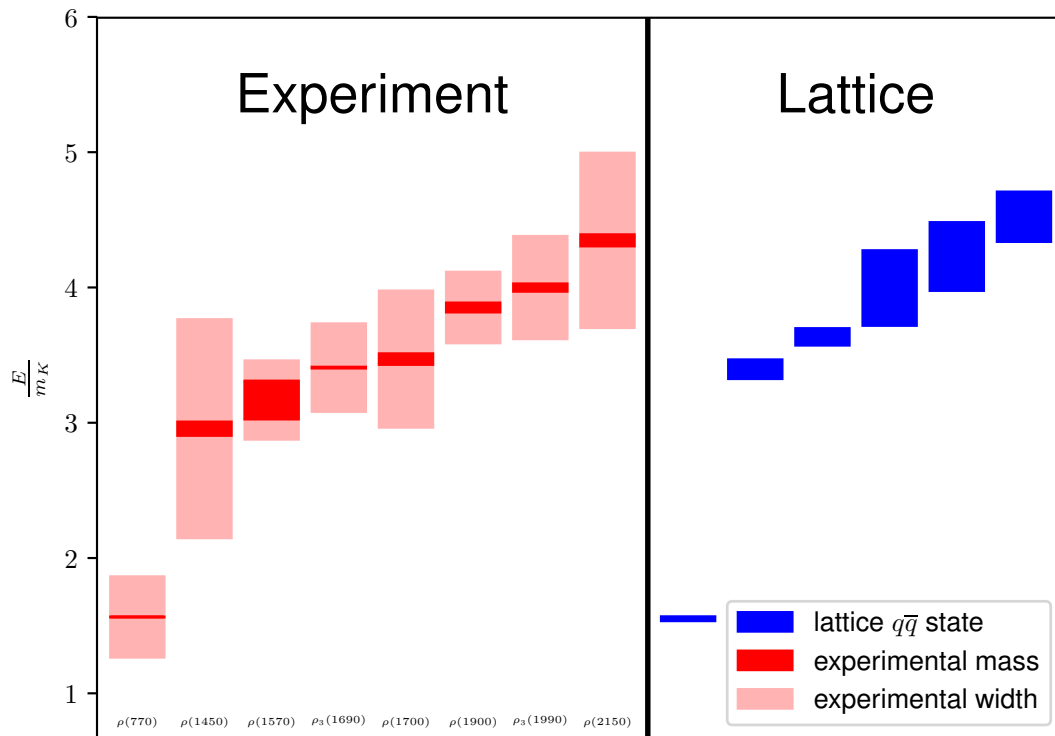 Experiment
Lattice
6
5
4
3
2
1
E/m_K
ρ(770) ρ(1450) ρ(1570) ρ₃(1690) ρ(1700) ρ(1900) ρ₃(1990) ρ(2150)
lattice qq̅ state
experimental mass
experimental width